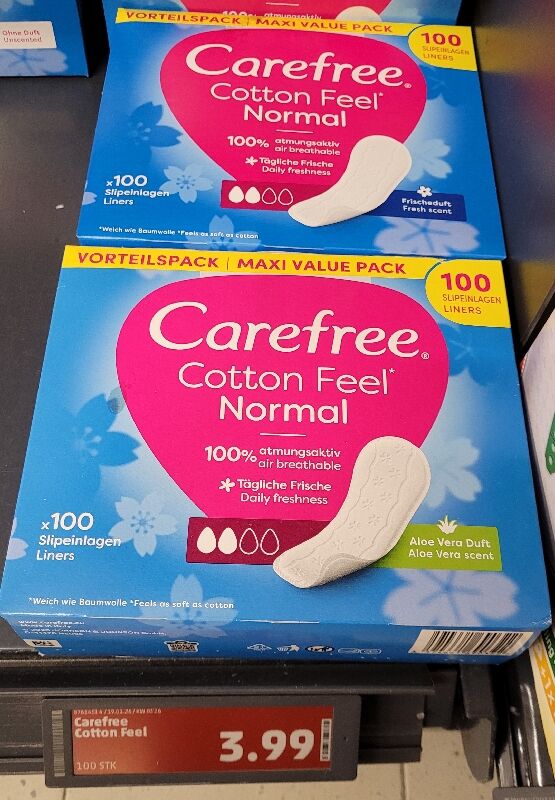 Ohne Duft
Unscented
atmungsaktiv
VORTEILSPACK | MAXI VALUE PACK
100
SLIPEINLAGEN
LINERS
Carefree®
Cotton Feel*
Normal
100% atmungsaktiv
air breathable
Tägliche Frische
Daily freshness
x100
Slipeinlagen
Liners
Frischeduft
Fresh scent
*Weich wie Baumwolle *Feels as soft as cotton
VORTEILSPACK | MAXI VALUE PACK
100
SLIPEINLAGEN
LINERS
Carefree®
Cotton Feel*
Normal
100% atmungsaktiv
air breathable
Tägliche Frische
Daily freshness
x100
Slipeinlagen
Liners
Aloe Vera Duft
Aloe Vera scent
*Weich wie Baumwolle *Feels as soft as cotton
Carefree
Cotton Feel
3.99
100 STK